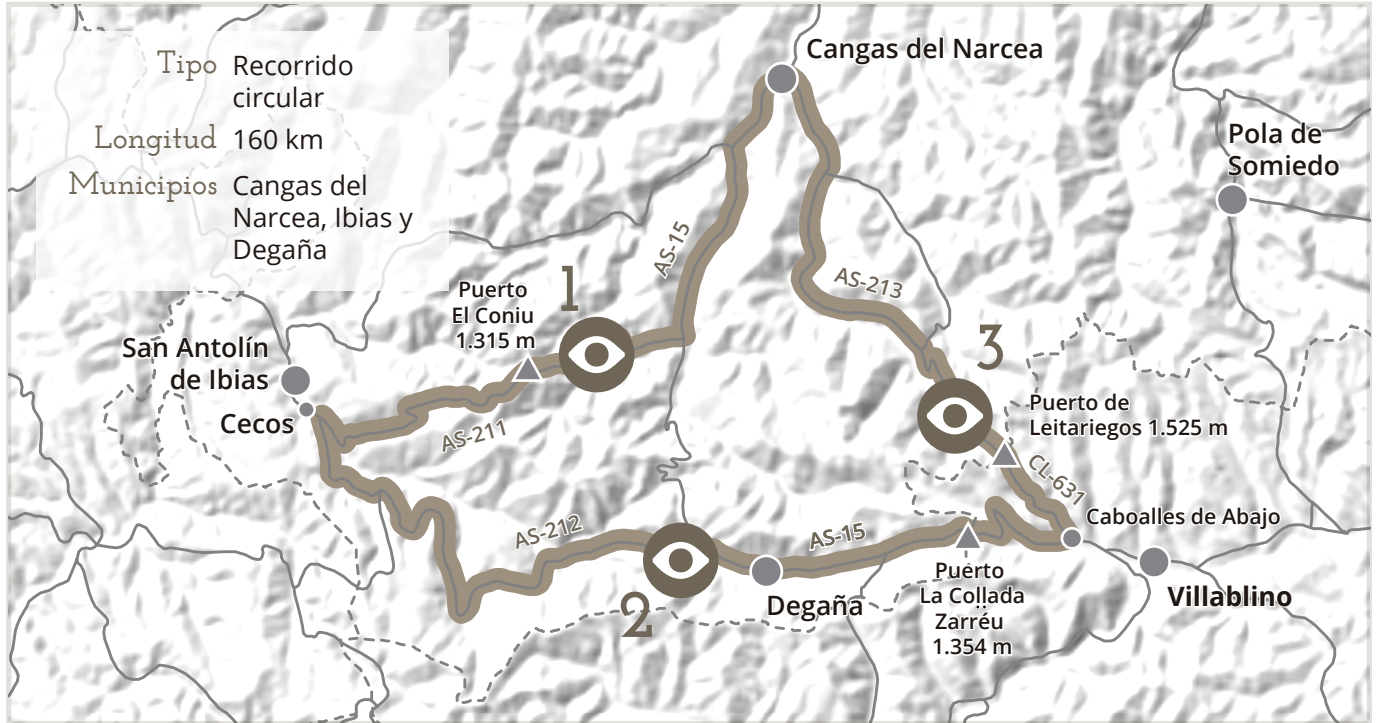 Tipo Recorrido
circular
Longitud 160 km
Municipios Cangas del
Narcea, Ibias y
Degaña
Cangas del Narcea
Pola de
Somiedo
AS-15
AS-213
1
Puerto
El Coniu
1.315 m
San Antolín
de Ibias
Cecos
AS-211
3
Puerto de
Leitariegos 1.525 m
CL-631
Caboalles de Abajo
AS-212
AS-15
2
Degaña
Puerto
La Collada
Zarréu
1.354 m
Villablino